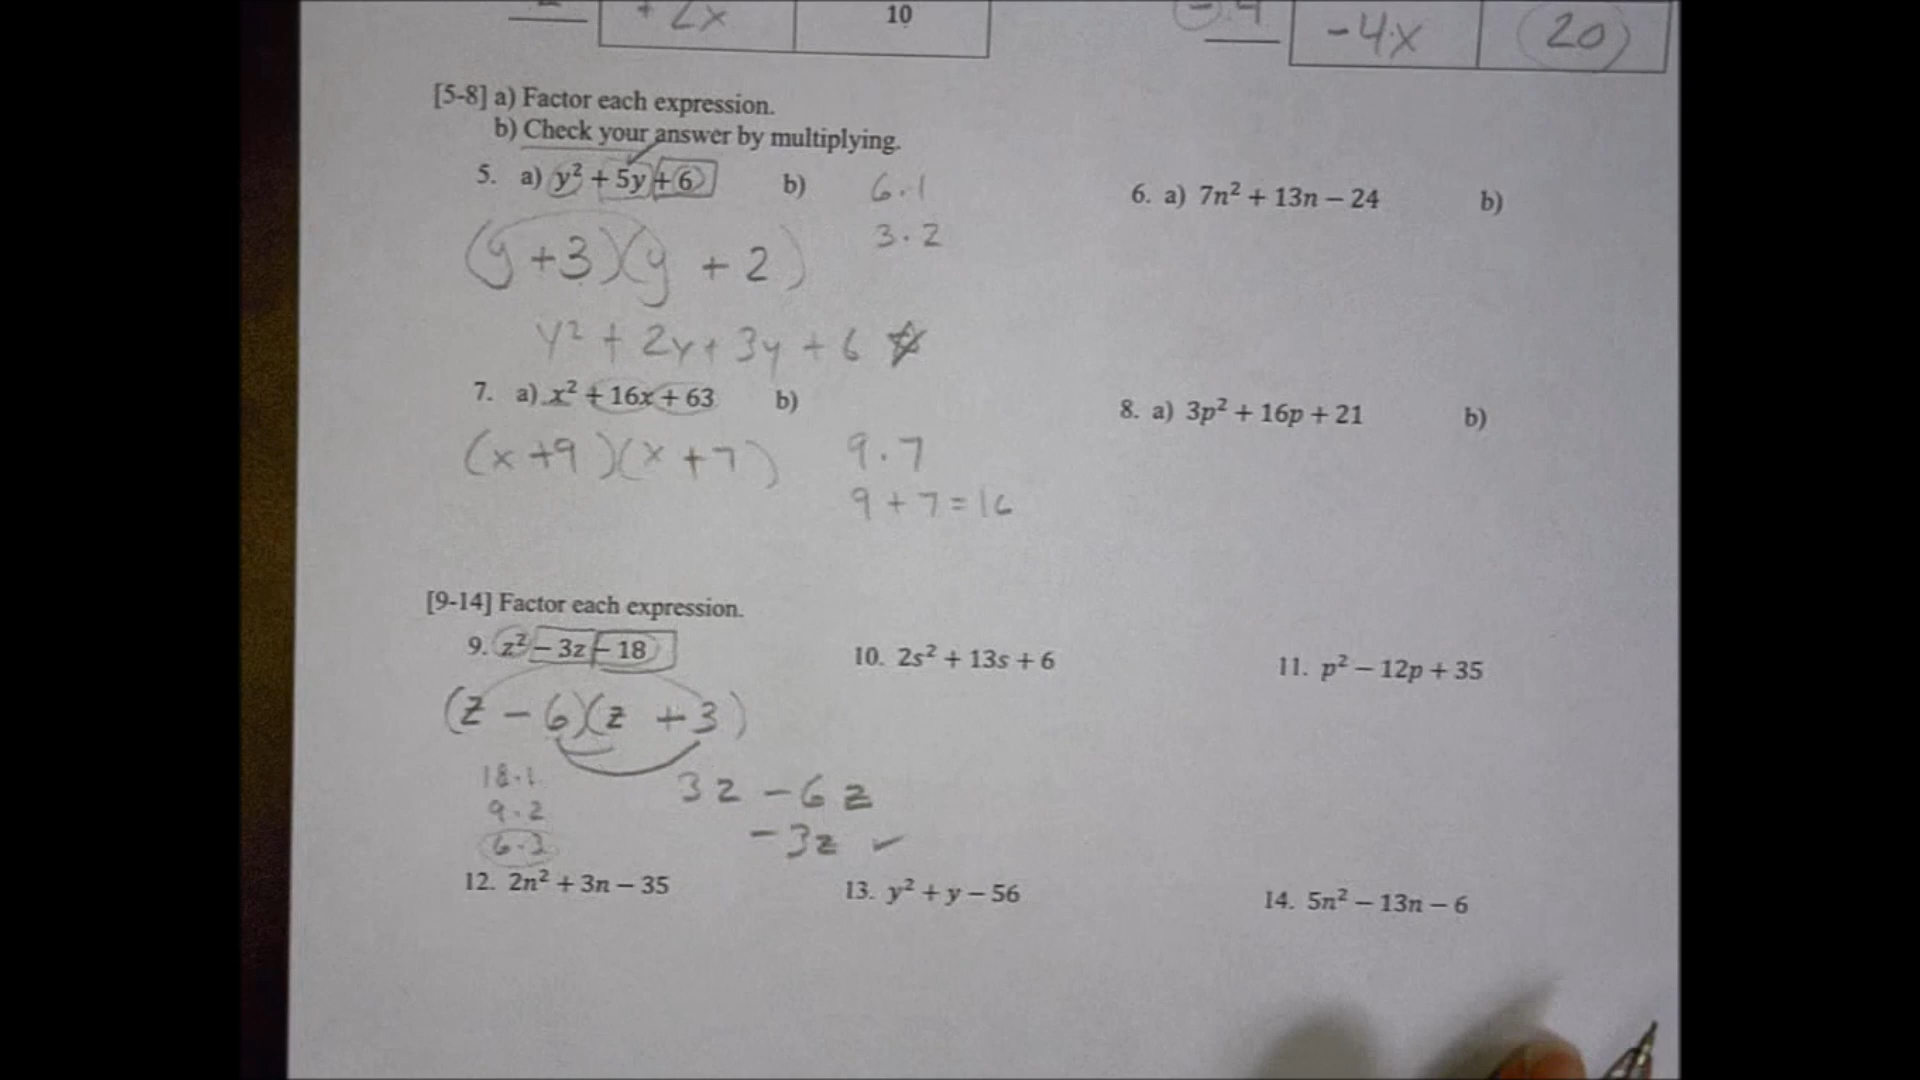 + 2x 10
-4x 20
[5-8] a) Factor each expression.
b) Check your answer by multiplying.
5. a) y² + 5y + 6 b) 6·1
3·2
6. a) 7n² + 13n − 24 b)
(y +3)(y + 2)
y² + 2y + 3y + 6
7. a) x² + 16x + 63 b)
8. a) 3p² + 16p + 21 b)
(x +9)(x +7) 9·7
9 + 7 = 16
[9-14] Factor each expression.
9. z² − 3z − 18
10. 2s² + 13s + 6
11. p² − 12p + 35
(z − 6)(z + 3)
18·1
9·2
6·3
3z − 6z
−3z ✓
12. 2n² + 3n − 35
13. y² + y − 56
14. 5n² − 13n − 6